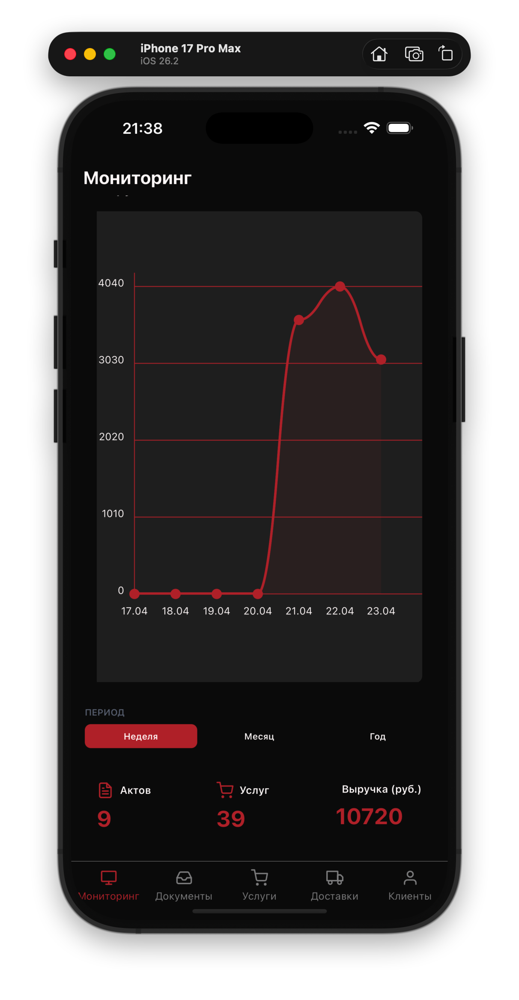 iPhone 17 Pro Max
iOS 26.2
21:38
Мониторинг
4040
3030
2020
1010
0
17.04 18.04 19.04 20.04 21.04 22.04 23.04
ПЕРИОД
Неделя Месяц Год
Актов Услуг Выручка (руб.)
9 39 10720
Мониторинг Документы Услуги Доставки Клиенты